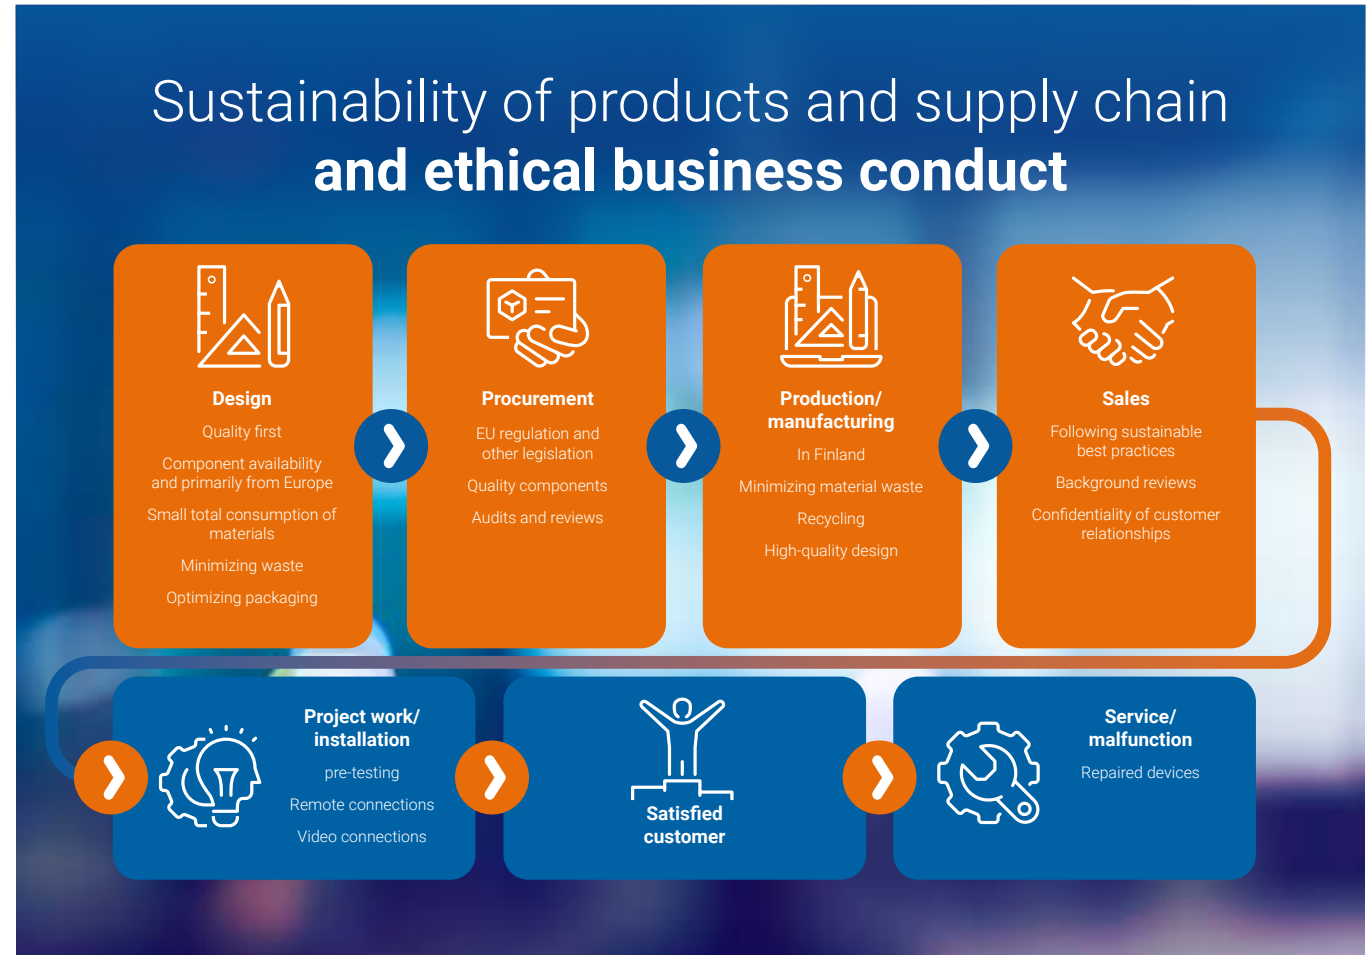 Sustainability of products and supply chain
and ethical business conduct
Design
Quality first
Component availability
and primarily from Europe
Small total consumption of
materials
Minimizing waste
Optimizing packaging
Procurement
EU regulation and
other legislation
Quality components
Audits and reviews
Production/
manufacturing
In Finland
Minimizing material waste
Recycling
High-quality design
Sales
Following sustainable
best practices
Background reviews
Confidentiality of customer
relationships
Project work/
installation
pre-testing
Remote connections
Video connections
Satisfied
customer
Service/
malfunction
Repaired devices